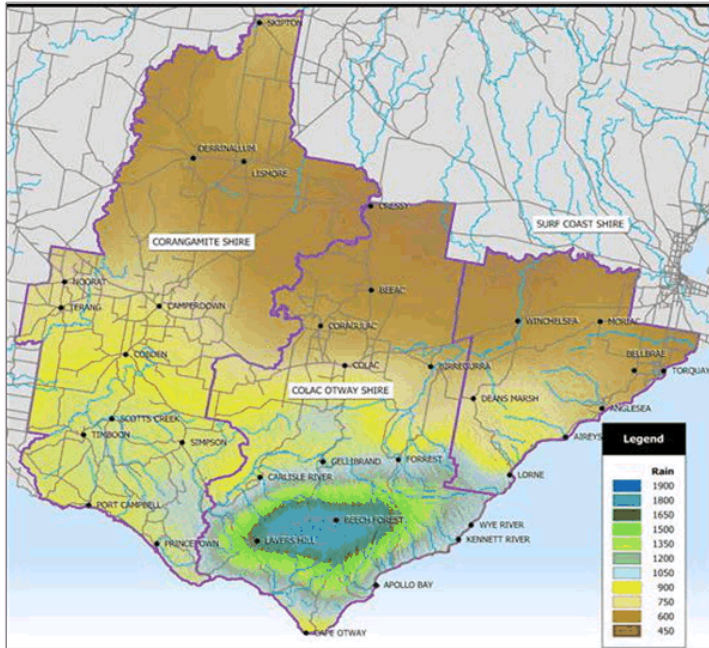 SKIPTON
DERRINALLUM
LISMORE
CRESSY
SURF COAST SHIRE
CORANGAMITE SHIRE
NOORAT
BEEAC
TERANG
CAMPERDOWN
WINCHELSEA
MORIAC
CORAGULAC
COBDEN
COLAC
BIRREGURRA
BELLBRAE
TORQUAY
COLAC OTWAY SHIRE
DEANS MARSH
ANGLESEA
SCOTTS CREEK
TIMBOON
SIMPSON
AIREYS
GELLIBRAND
FORREST
CARLISLE RIVER
LORNE
PORT CAMPBELL
BEECH FOREST
WYE RIVER
LAVERS HILL
KENNETT RIVER
PRINCETOWN
APOLLO BAY
CAPE OTWAY
Legend
Rain
1900
1800
1650
1500
1350
1200
1050
900
750
600
450